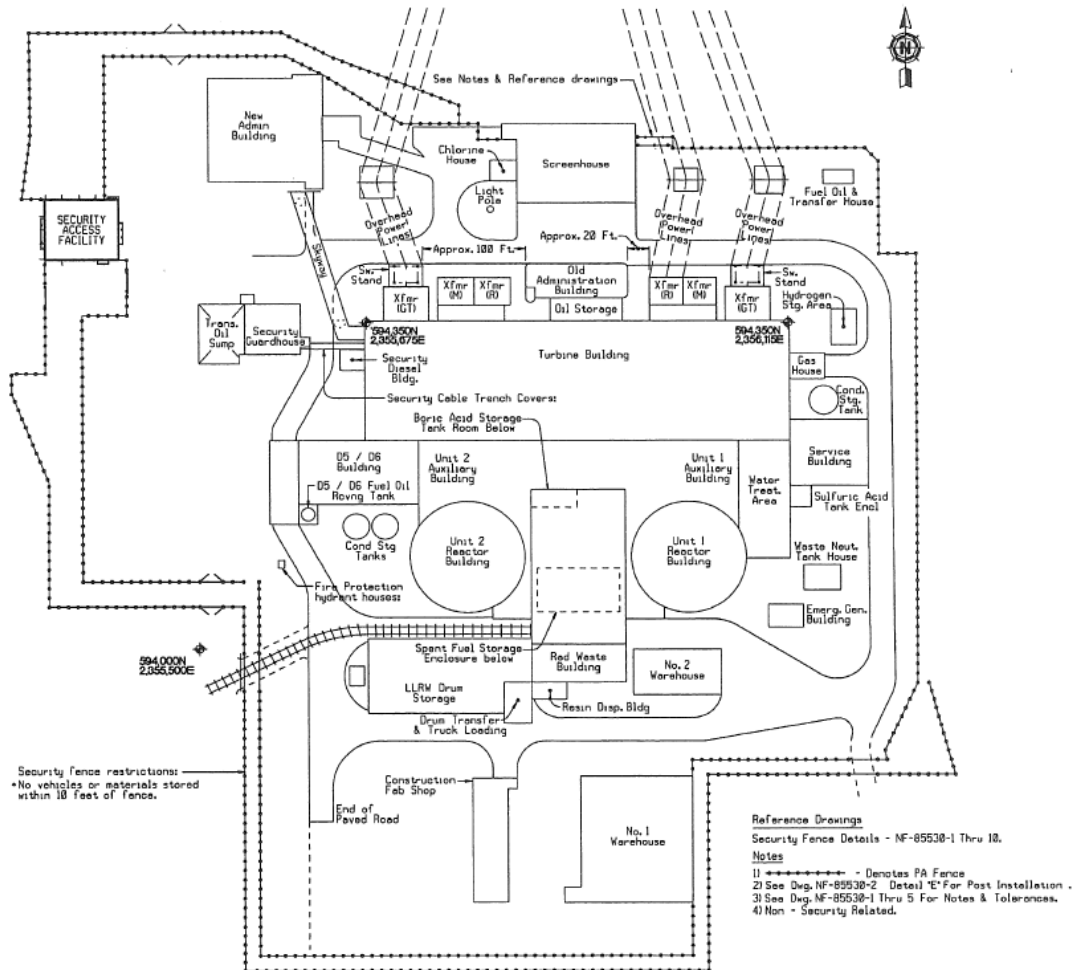 N
See Notes & Reference drawings
New
Admin
Building
Chlorine
House
Screenhouse
Light
Pole
Fuel Oil &
Transfer House
SECURITY
ACCESS
FACILITY
Skyway
Overhead
Power
Lines
Overhead
Power
Lines
Overhead
Power
Lines
Approx. 100 Ft.
Approx. 20 Ft.
Sw.
Stand
Xfmr
(GT)
Xfmr
(M)
Xfmr
(R)
Old
Administration
Building
Oil Storage
Xfmr
(R)
Xfmr
(M)
Xfmr
(GT)
Sw.
Stand
Hydrogen
Stg. Area
Trans.
Oil
Sump
Security
Guardhouse
594,350N
2,355,675E
594,350N
2,356,115E
Turbine Building
Security
Diesel
Bldg.
Gas
House
Security Cable Trench Covers:
Cond.
Stg.
Tank
Boric Acid Storage
Tank Room Below
D5 / D6
Building
Unit 2
Auxiliary
Building
Unit 1
Auxiliary
Building
Water
Treat.
Area
Service
Building
D5 / D6 Fuel Oil
Rcvng Tank
Sulfuric Acid
Tank Encl
Cond Stg
Tanks
Unit 2
Reactor
Building
Unit 1
Reactor
Building
Waste Neut.
Tank House
Fire Protection
hydrant houses:
Emerg. Gen.
Building
594,000N
2,355,500E
Spent Fuel Storage
Enclosure below
Rad Waste
Building
No. 2
Warehouse
LLRW Drum
Storage
Resin Disp. Bldg
Drum Transfer
& Truck Loading
Security fence restrictions:
•No vehicles or materials stored
within 10 feet of fence.
Construction
Fab Shop
End of
Paved Road
No. 1
Warehouse
Reference Drawings
Security Fence Details - NF-85530-1 Thru 10.
Notes
1) - Denotes PA Fence
2) See Dwg. NF-85530-2 Detail "E" For Post Installation .
3) See Dwg. NF-85530-1 Thru 5 For Notes & Tolerances.
4) Non - Security Related.